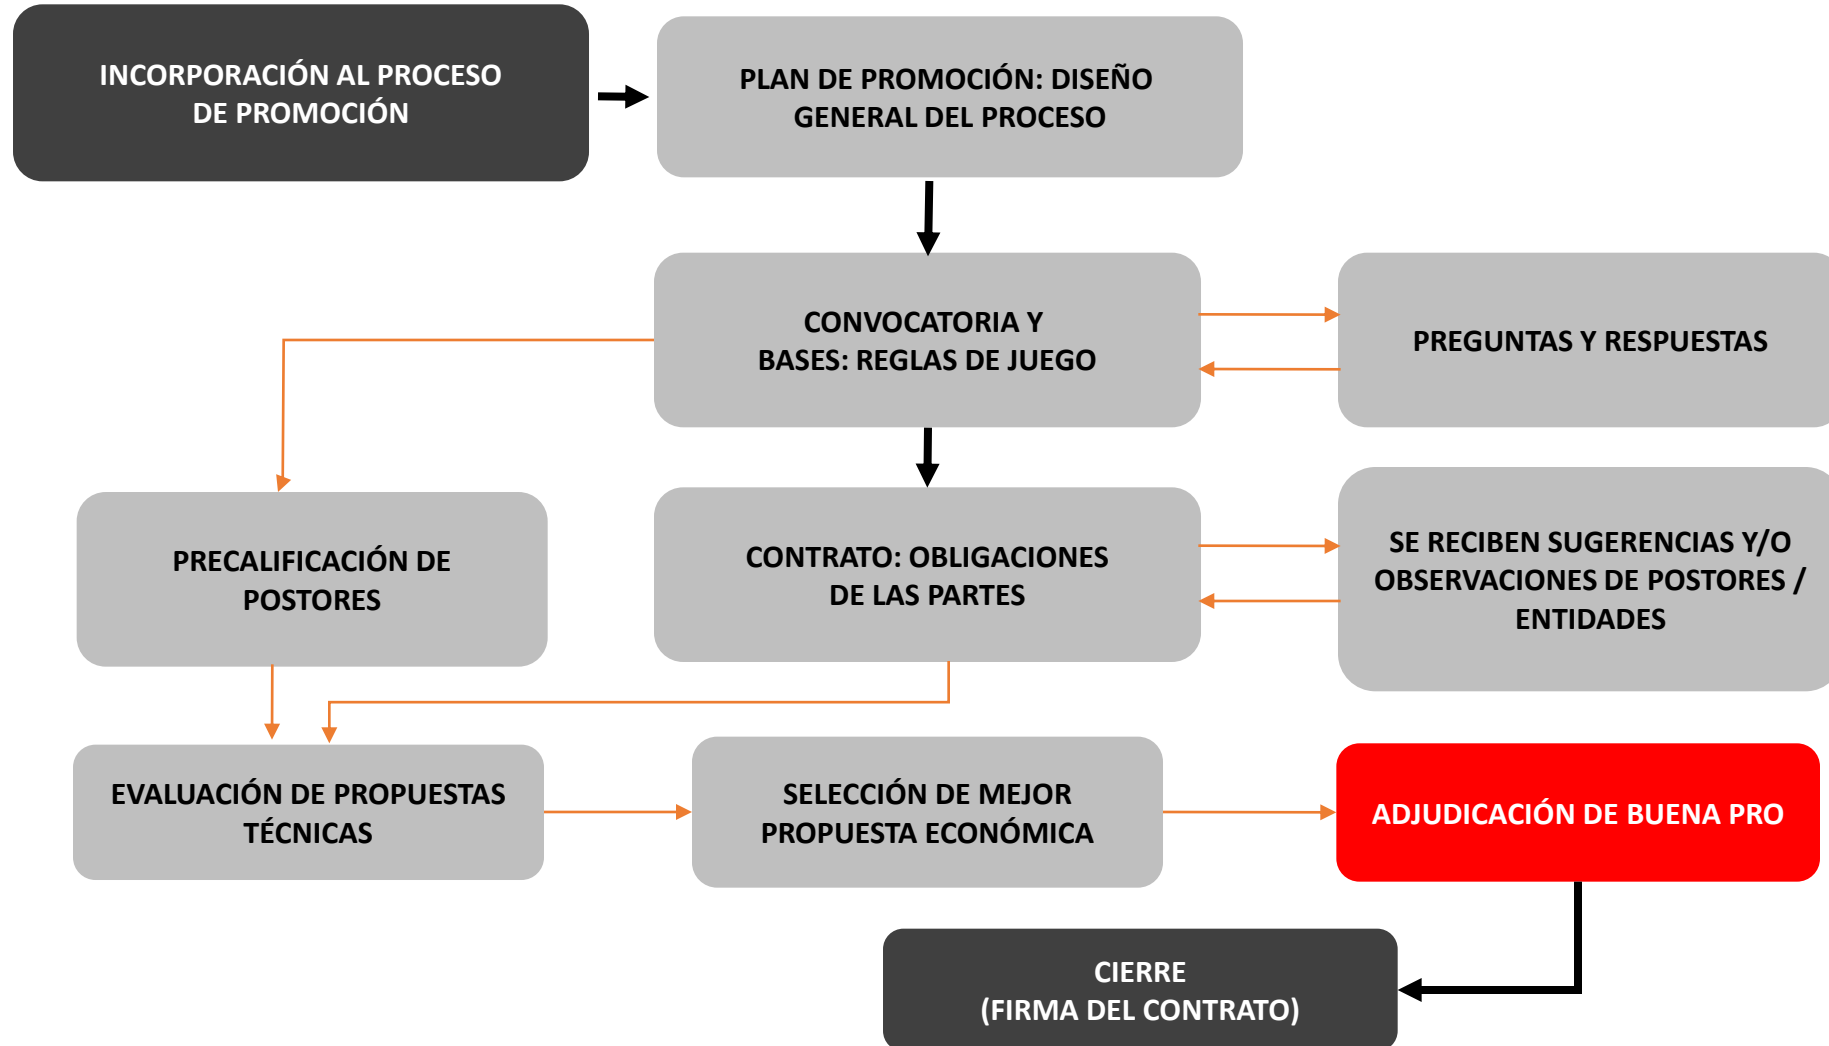 INCORPORACIÓN AL PROCESO
DE PROMOCIÓN
PLAN DE PROMOCIÓN: DISEÑO
GENERAL DEL PROCESO
CONVOCATORIA Y
BASES: REGLAS DE JUEGO
PREGUNTAS Y RESPUESTAS
PRECALIFICACIÓN DE
POSTORES
CONTRATO: OBLIGACIONES
DE LAS PARTES
SE RECIBEN SUGERENCIAS Y/O
OBSERVACIONES DE POSTORES /
ENTIDADES
EVALUACIÓN DE PROPUESTAS
TÉCNICAS
SELECCIÓN DE MEJOR
PROPUESTA ECONÓMICA
ADJUDICACIÓN DE BUENA PRO
CIERRE
(FIRMA DEL CONTRATO)